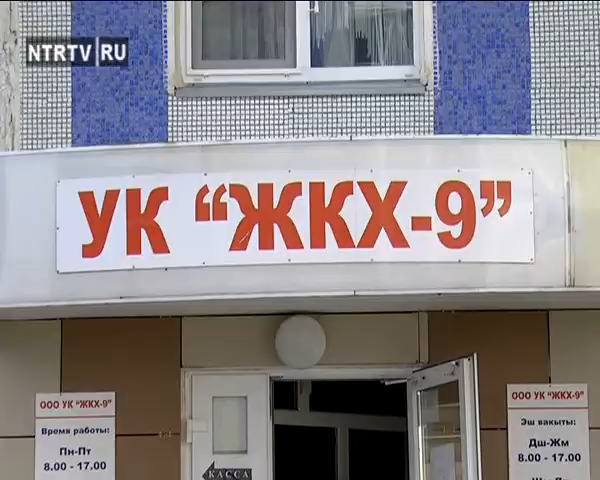 NTRTV|RU
УК “ЖКХ-9”
ООО УК “ЖКХ-9”
Время работы:
Пн-Пт
8.00 - 17.00
КАССА
ООО УК “ЖКХ-9”
Эш вакыты:
Дш-Жм
8.00 - 17.00